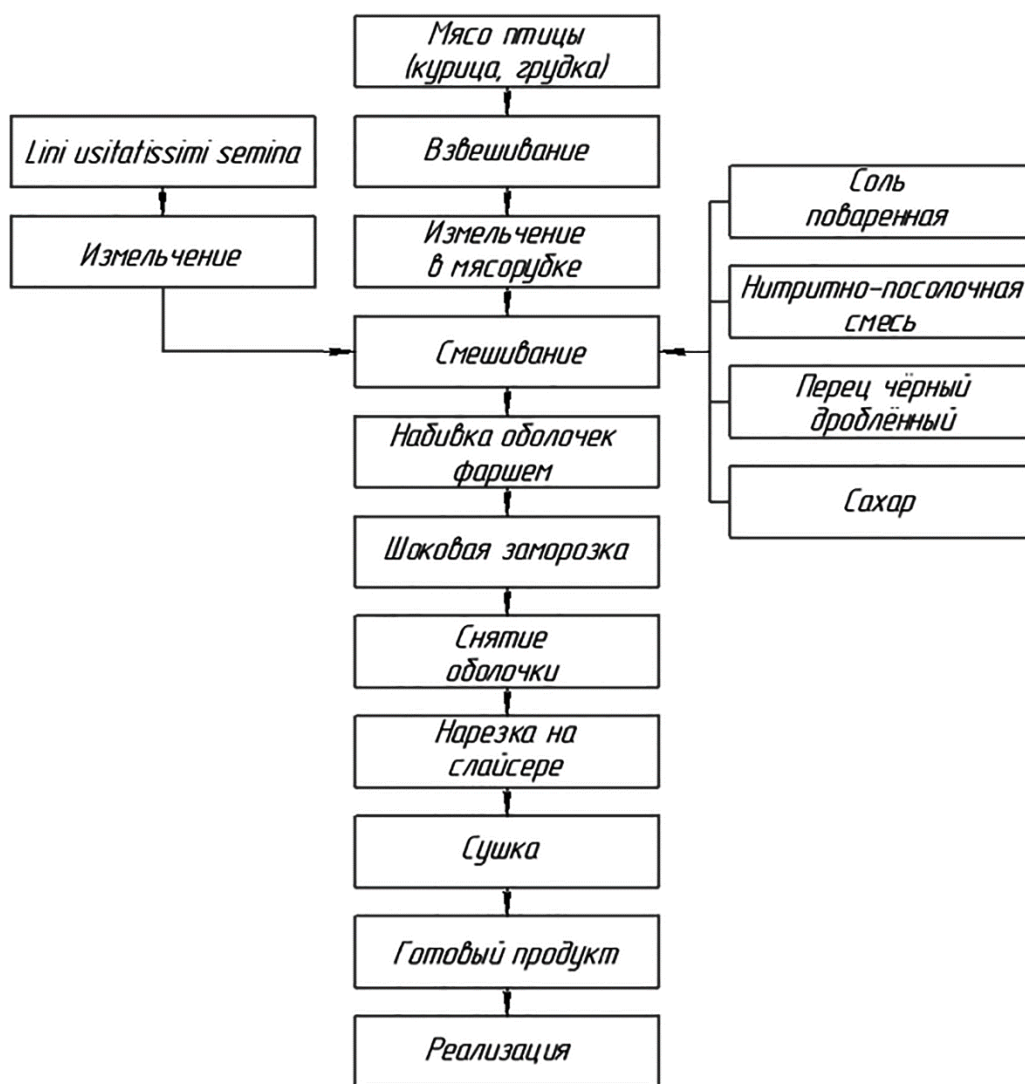 Мясо птицы
(курица, грудка)
Lini usitatissimi semina
Взвешивание
Соль
поваренная
Измельчение
Измельчение
в мясорубке
Нитритно-посолочная
смесь
Смешивание
Перец чёрный
дроблённый
Набивка оболочек
фаршем
Сахар
Шоковая заморозка
Снятие
оболочки
Нарезка на
слайсере
Сушка
Готовый продукт
Реализация